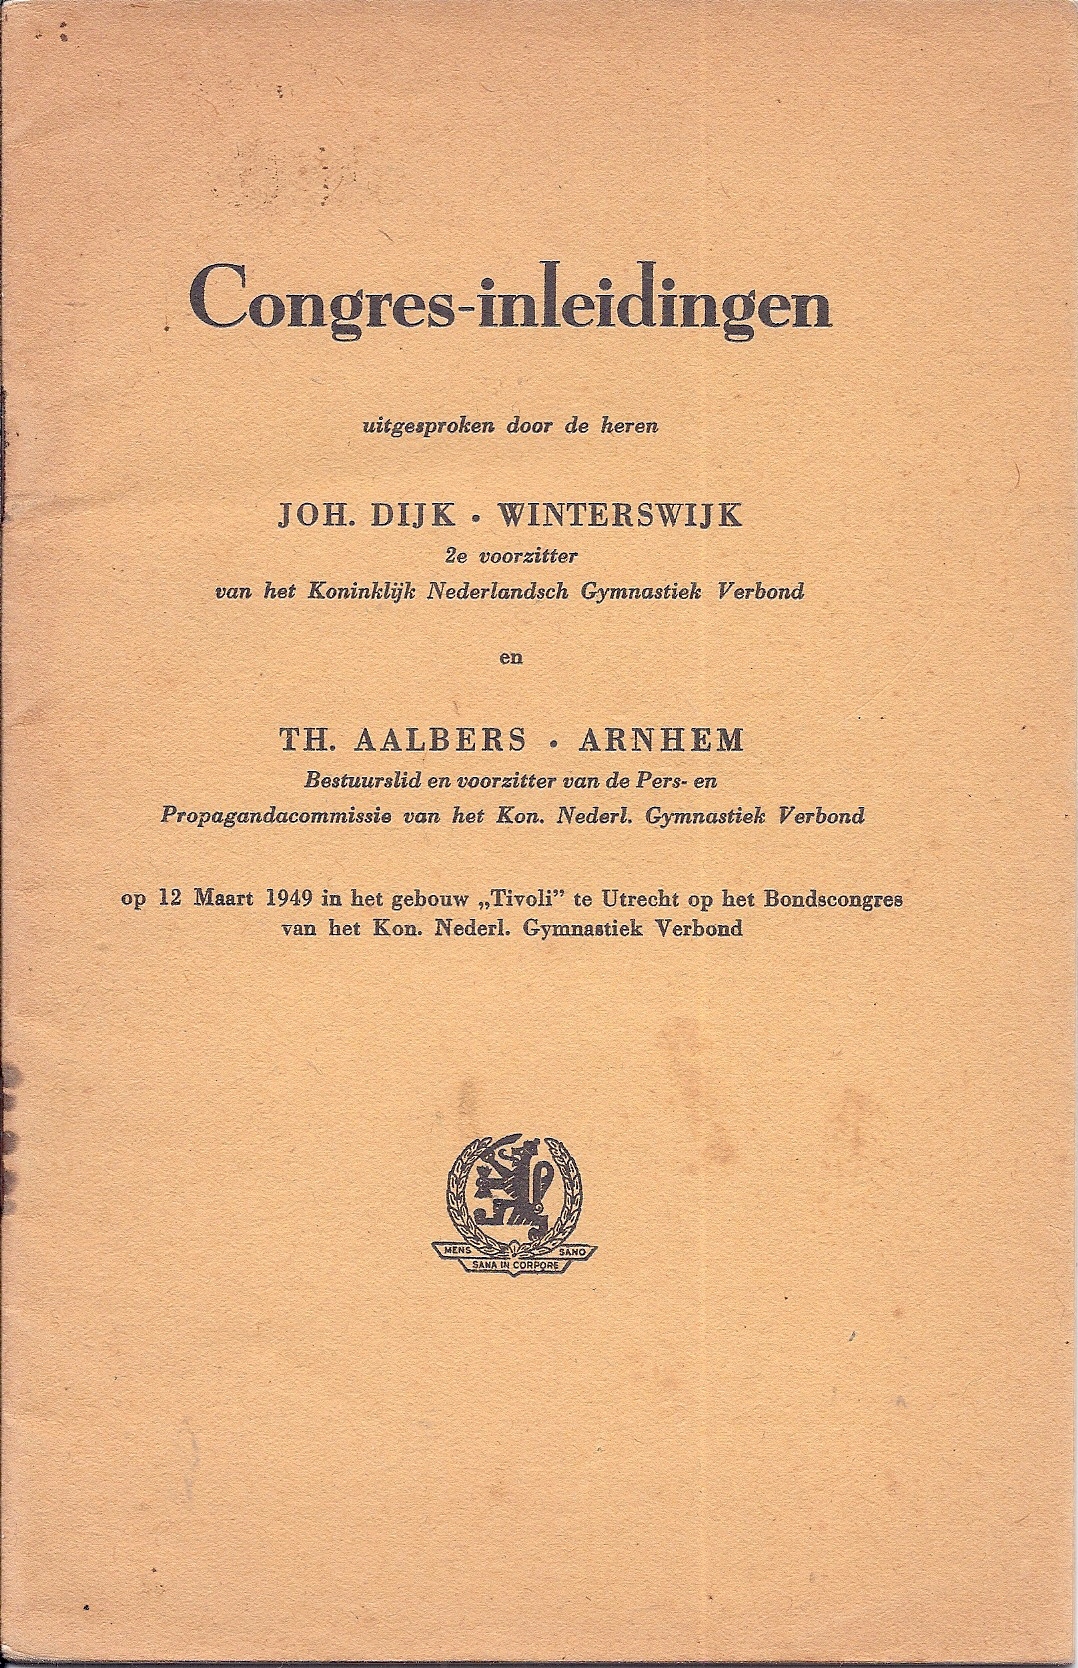 Congres-inleidingen
uitgesproken door de heren
JOH. DIJK • WINTERSWIJK
2e voorzitter
van het Koninklijk Nederlandsch Gymnastiek Verbond
en
TH. AALBERS • ARNHEM
Bestuurslid en voorzitter van de Pers- en
Propagandacommissie van het Kon. Nederl. Gymnastiek Verbond
op 12 Maart 1949 in het gebouw „Tivoli” te Utrecht op het Bondscongres
van het Kon. Nederl. Gymnastiek Verbond
MENS SANO
SANA IN CORPORE